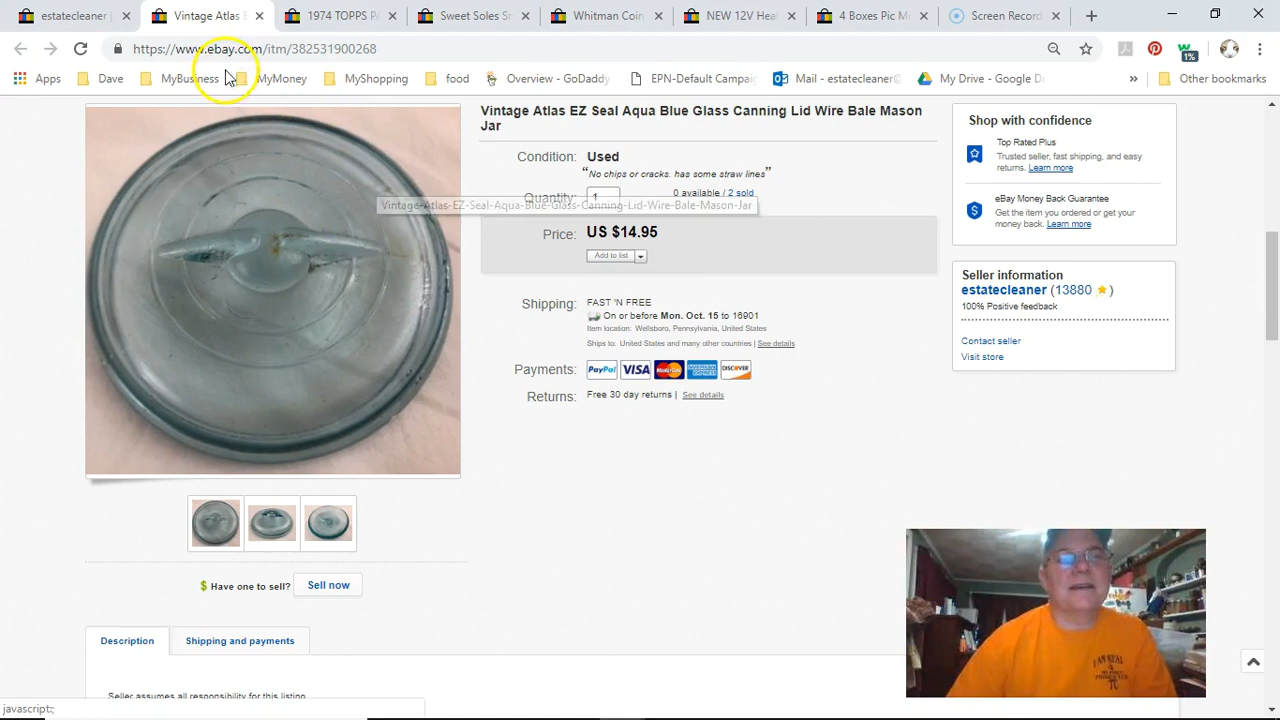 estatecleaner
Vintage Atlas E
1974 TOPPS P
Sweet Soles S
Whitman Coin
NEW 12V Hea
4 Boxes Pic M
Screen Record
https://www.ebay.com/itm/382531900268
Apps
Dave
MyBusiness
MyMoney
MyShopping
food
Overview - GoDaddy
EPN-Default Campai
Mail - estatecleane
My Drive - Google D
»
Other bookmarks
1%
Vintage Atlas EZ Seal Aqua Blue Glass Canning Lid Wire Bale Mason
Jar
Condition: Used
“No chips or cracks. has some straw lines”
Quantity: 1 0 available / 2 sold
Vintage-Atlas-EZ-Seal-Aqua-Blue-Glass-Canning-Lid-Wire-Bale-Mason-Jar
Price: US $14.95
Add to list
Shipping: FAST 'N FREE
On or before Mon. Oct. 15 to 16901
Item location: Wellsboro, Pennsylvania, United States
Ships to: United States and many other countries | See details
Payments: PayPal VISA MasterCard AMERICAN EXPRESS DISCOVER
Returns: Free 30 day returns | See details
Shop with confidence
Top Rated Plus
Trusted seller, fast shipping, and easy
returns. Learn more
eBay Money Back Guarantee
Get the item you ordered or get your
money back. Learn more
Seller information
estatecleaner (13880 )
100% Positive feedback
Contact seller
Visit store
$ Have one to sell? Sell now
Description
Shipping and payments
Seller assumes all responsibility for this listing.
javascript:;